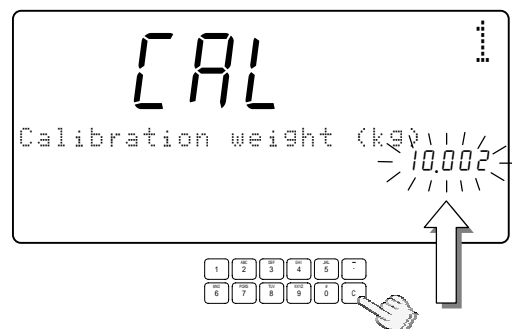 CAL
1
Calibration weight (kg)
10.002
1 2 ABC 3 DEF 4 GHI 5 JKL -
6 MNO 7 PQRS 8 TUV 9 WXYZ 0 C